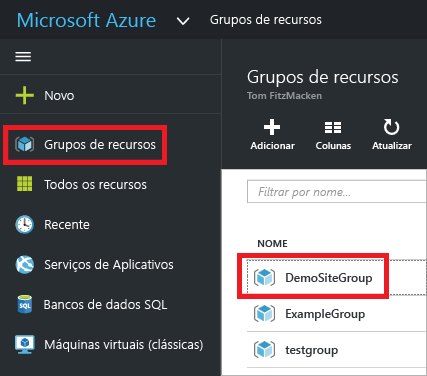 Microsoft Azure
Grupos de recursos
Novo
Grupos de recursos
Todos os recursos
Recente
Serviços de Aplicativos
SQL
Bancos de dados SQL
Máquinas virtuais (clássicas)
Grupos de recursos
Tom FitzMacken
Adicionar Colunas Atualizar
Filtrar por nome...
NOME
DemoSiteGroup
ExampleGroup
testgroup